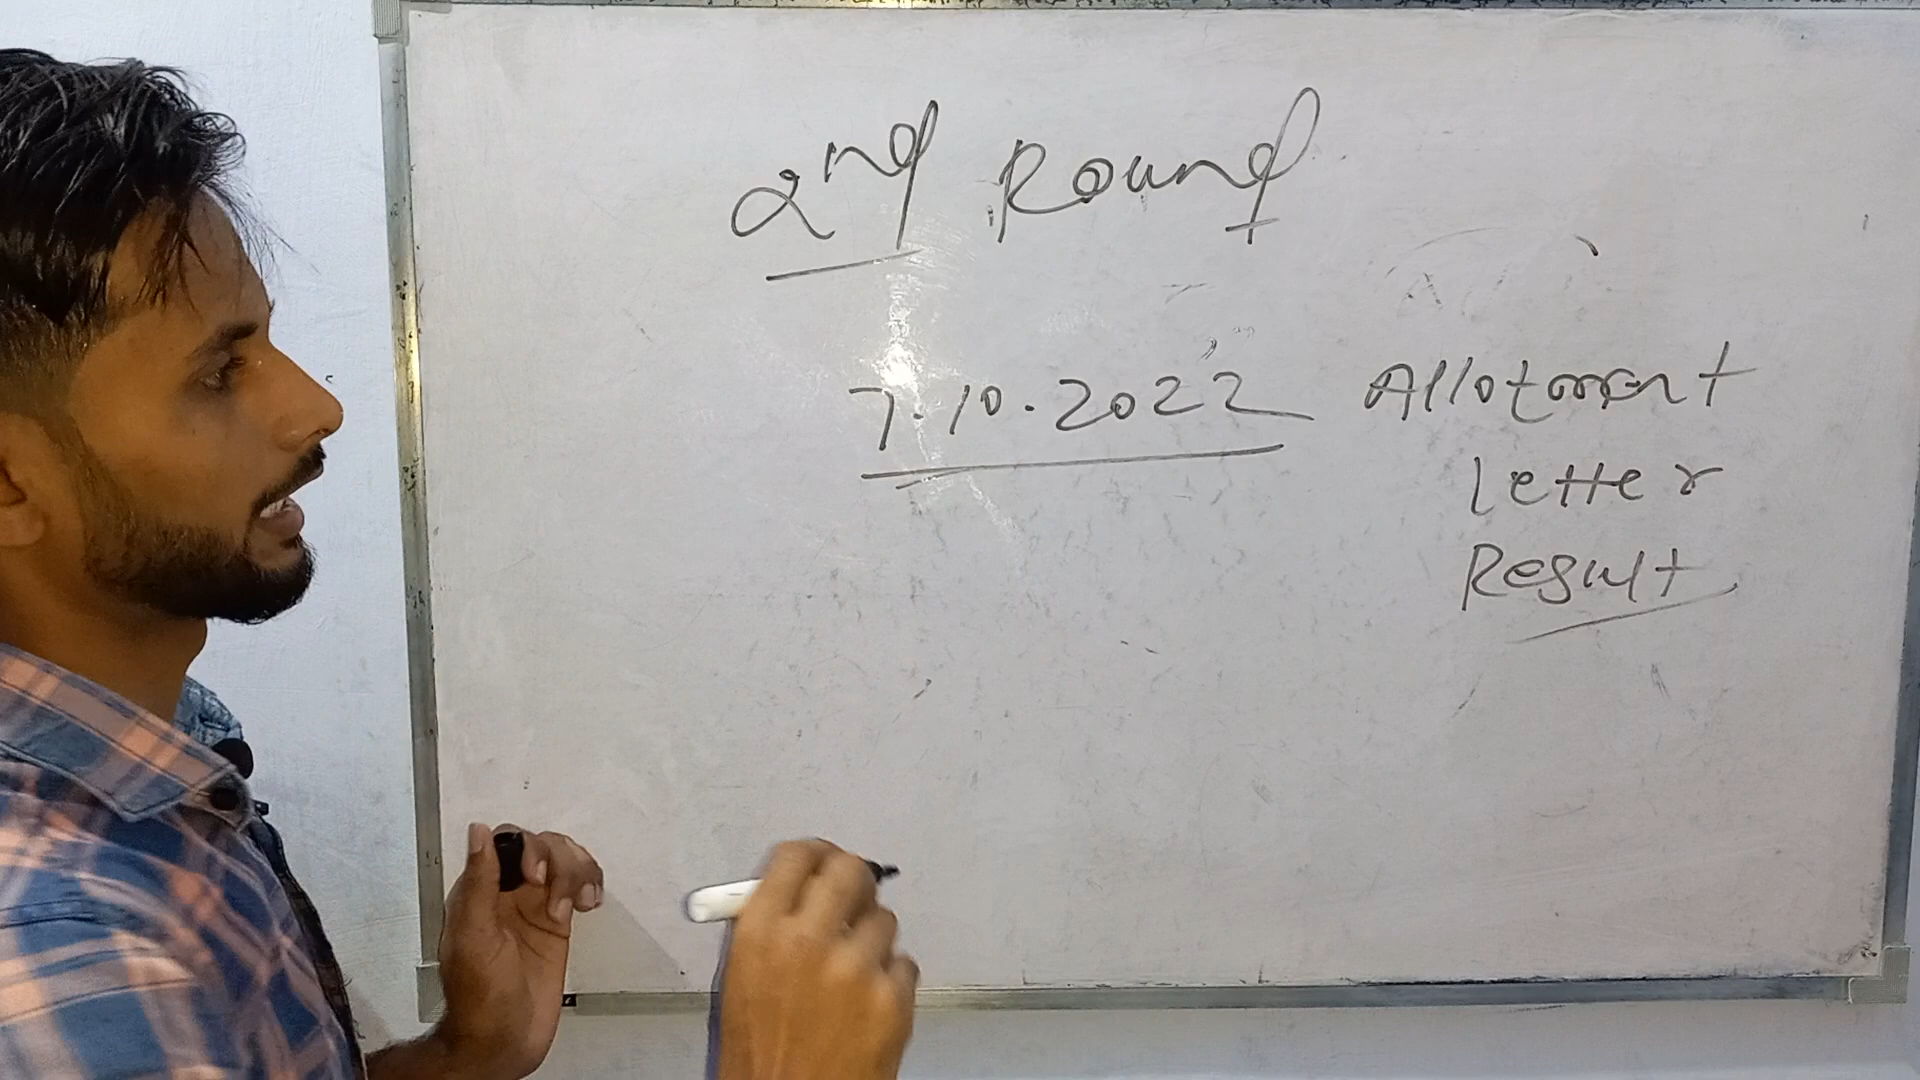 2nd Round
7.10.2022 Allotment
Letter
Result